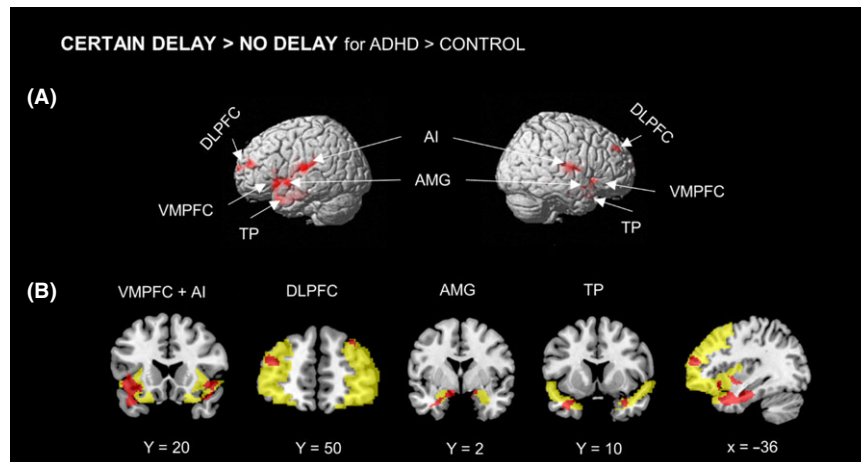 CERTAIN DELAY > NO DELAY for ADHD > CONTROL
(A)
DLPFC
AI
DLPFC
VMPFC
AMG
VMPFC
TP
TP
(B)
VMPFC + AI
DLPFC
AMG
TP
Y = 20
Y = 50
Y = 2
Y = 10
x = –36